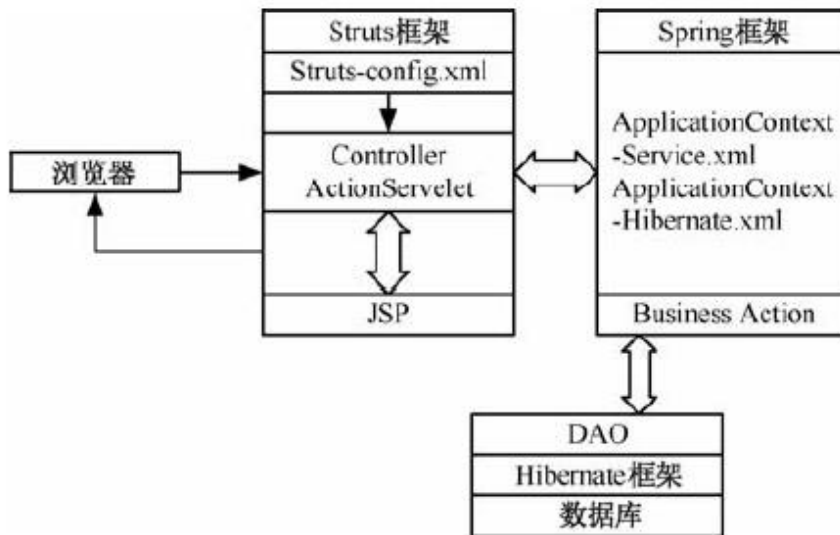 Struts框架
Struts-config.xml
Controller
ActionServelet
JSP
浏览器
Spring框架
ApplicationContext
-Service.xml
ApplicationContext
-Hibernate.xml
Business Action
DAO
Hibernate框架
数据库